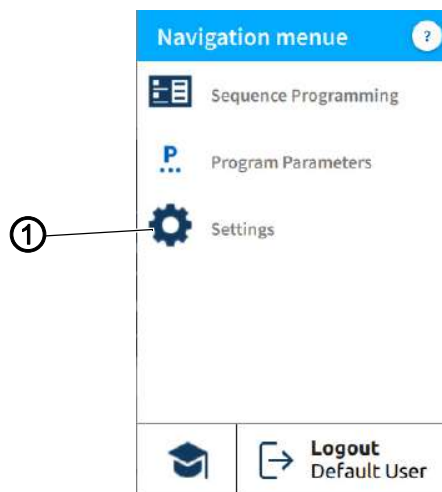 Navigation menue ?
Sequence Programming
P
Program Parameters
1
Settings
Logout
Default User